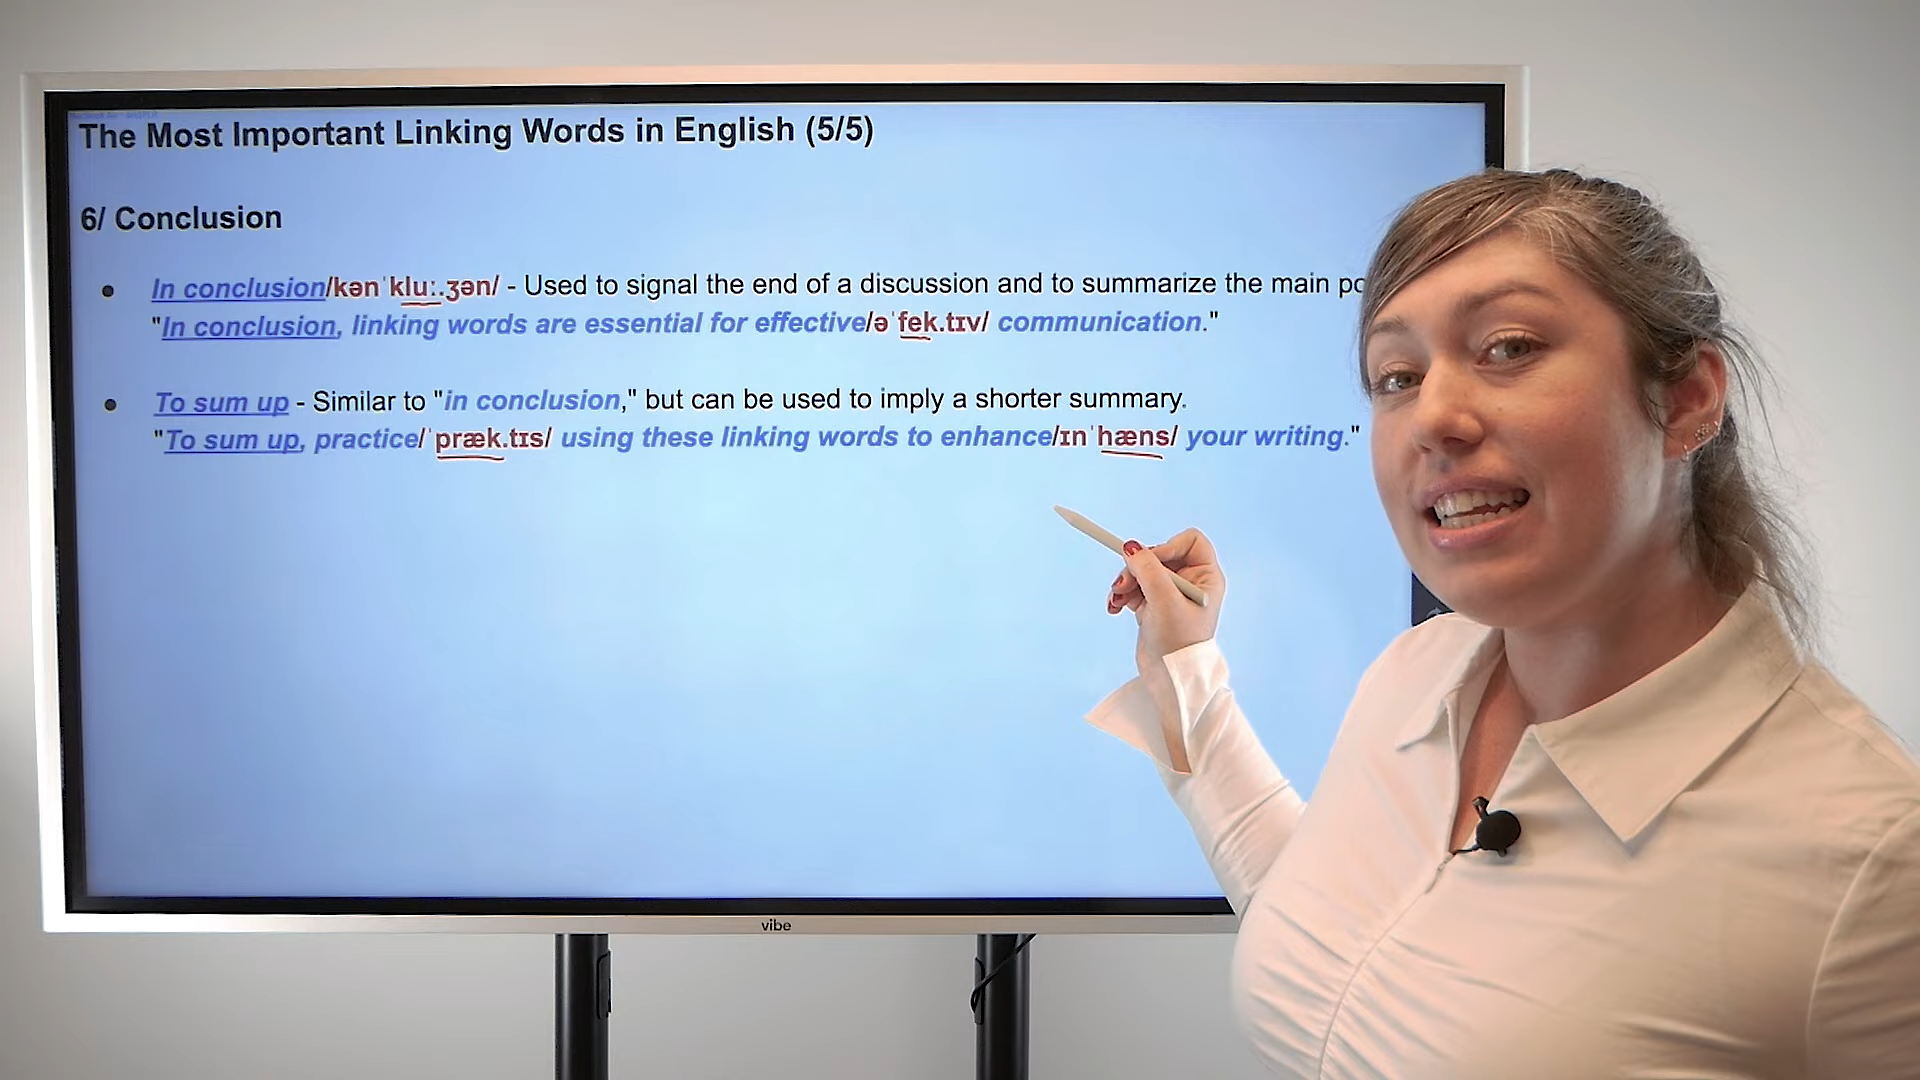 The Most Important Linking Words in English (5/5)
6/ Conclusion
● In conclusion/kənˈkluː.ʒən/ - Used to signal the end of a discussion and to summarize the main
"In conclusion, linking words are essential for effective/əˈfek.tɪv/ communication."
● To sum up - Similar to "in conclusion," but can be used to imply a shorter summary.
"To sum up, practice/ˈpræk.tɪs/ using these linking words to enhance/ɪnˈhæns/ your writing."
vibe